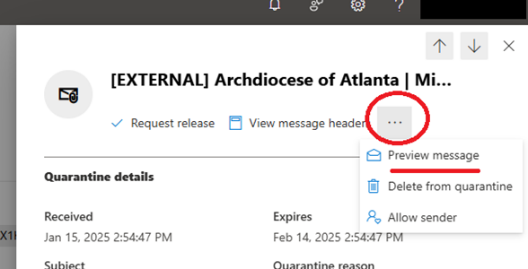 [EXTERNAL] Archdiocese of Atlanta | Mi...
Request release View message header ...
Preview message
Quarantine details
Delete from quarantine
Received Expires
Allow sender
Jan 15, 2025 2:54:47 PM Feb 14, 2025 2:54:47 PM
Subject Quarantine reason